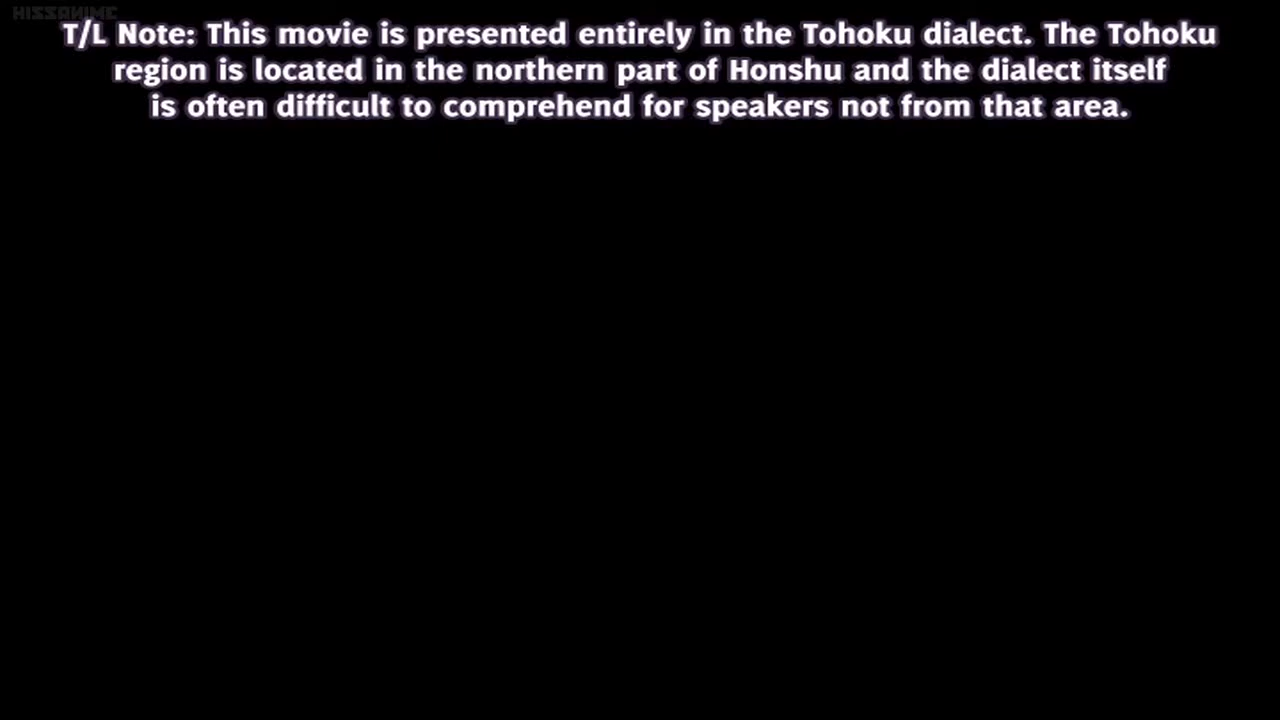 HISSANIME
T/L Note: This movie is presented entirely in the Tohoku dialect. The Tohoku
region is located in the northern part of Honshu and the dialect itself
is often difficult to comprehend for speakers not from that area.